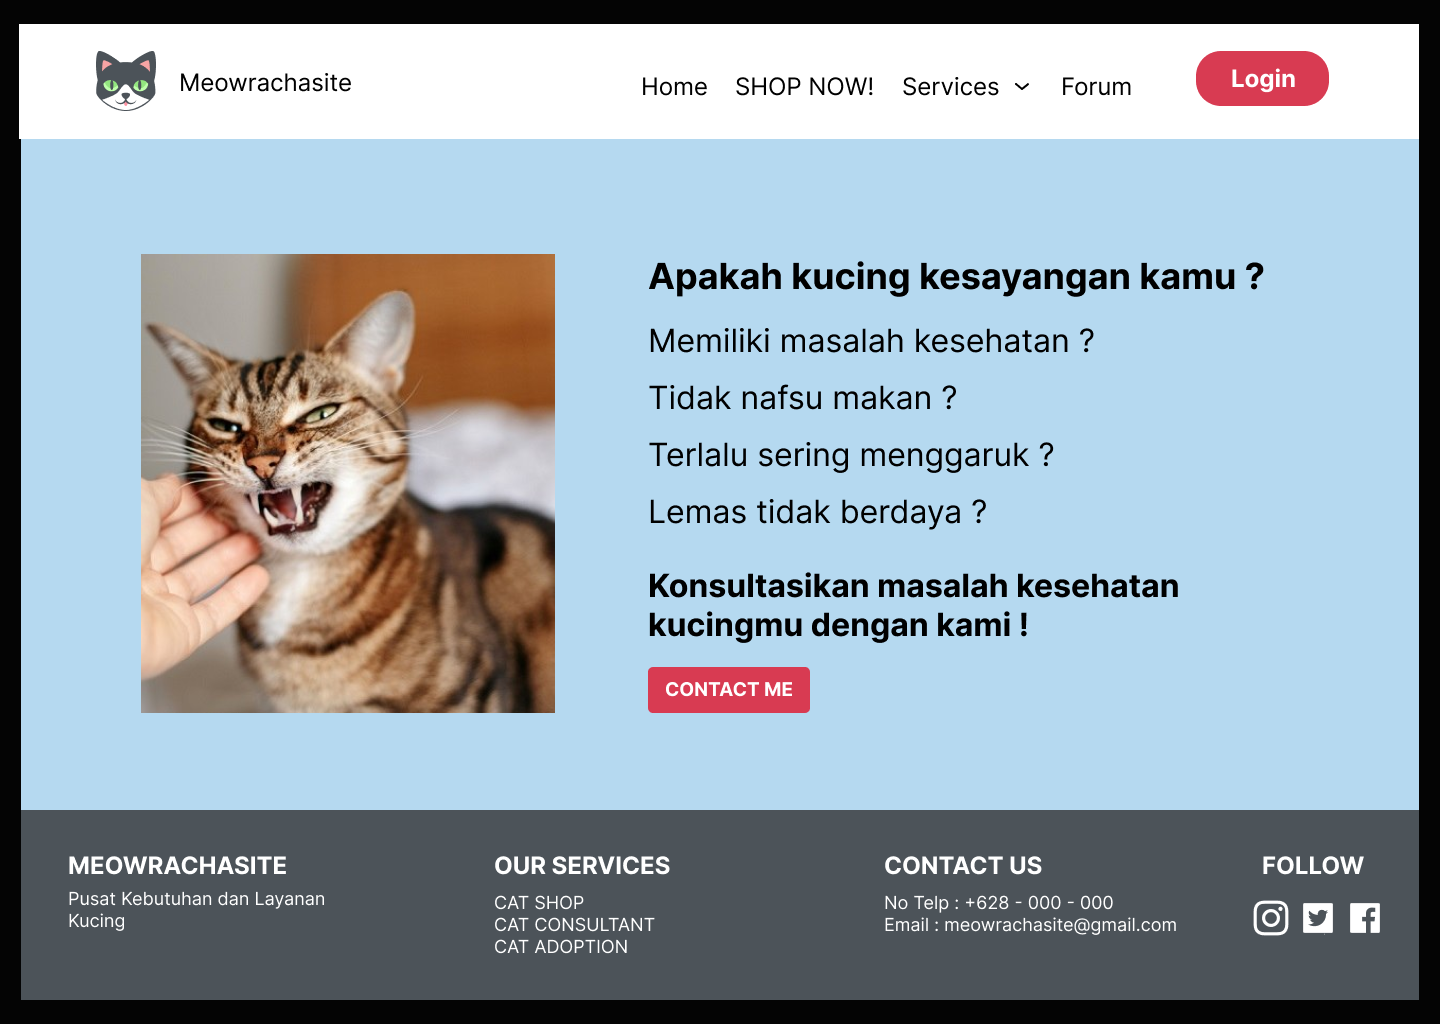 Meowrachasite
Home SHOP NOW! Services Forum
Login
Apakah kucing kesayangan kamu ?
Memiliki masalah kesehatan ?
Tidak nafsu makan ?
Terlalu sering menggaruk ?
Lemas tidak berdaya ?
Konsultasikan masalah kesehatan
kucingmu dengan kami !
CONTACT ME
MEOWRACHASITE
Pusat Kebutuhan dan Layanan
Kucing
OUR SERVICES
CAT SHOP
CAT CONSULTANT
CAT ADOPTION
CONTACT US
No Telp : +628 - 000 - 000
Email : meowrachasite@gmail.com
FOLLOW